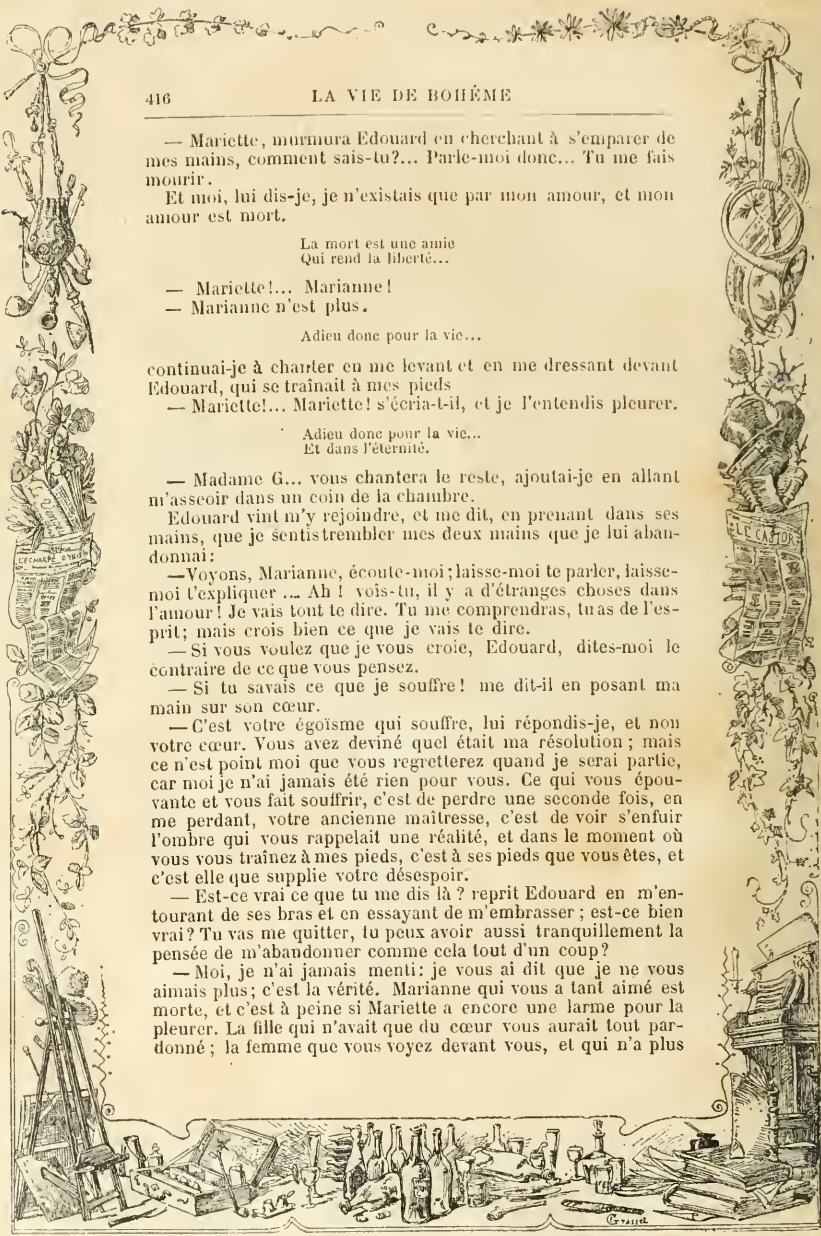 416 LA VIE DE BOHÉME
— Mariette, murmura Edouard en cherchant à s'emparer de
mes mains, comment sais-tu?... Parle-moi donc... Tu me fais
mourir.
Et moi, lui dis-je, je n'existais que par mon amour, et mon
amour est mort.
La mort est une amie
Qui rend la liberté...
— Mariette!... Marianne!
— Marianne n'est plus.
Adieu donc pour la vie...
continuai-je à chanter en me levant et en me dressant devant
Edouard, qui se traînait à mes pieds
— Mariette!... Mariette! s'écria-t-il, et je l'entendis pleurer.
Adieu donc pour la vie...
Et dans l'éternité.
— Madame G... vous chantera le reste, ajoutai-je en allant
m'asseoir dans un coin de la chambre.
Edouard vint m'y rejoindre, et me dit, en prenant dans ses
mains, que je sentis trembler mes deux mains que je lui aban-
donnai:
—Voyons, Marianne, écoute-moi; laisse-moi te parler, laisse-
moi t'expliquer ... Ah! vois-tu, il y a d'étranges choses dans
l'amour! Je vais tout te dire. Tu me comprendras, tu as de l'es-
prit; mais crois bien ce que je vais te dire.
— Si vous voulez que je vous croie, Edouard, dites-moi le
contraire de ce que vous pensez.
— Si tu savais ce que je souffre! me dit-il en posant ma
main sur son cœur.
— C'est votre égoïsme qui souffre, lui répondis-je, et non
votre cœur. Vous avez deviné quel était ma résolution; mais
ce n'est point moi que vous regretterez quand je serai partie,
car moi je n'ai jamais été rien pour vous. Ce qui vous épou-
vante et vous fait souffrir, c'est de perdre une seconde fois, en
me perdant, votre ancienne maîtresse, c'est de voir s'enfuir
l'ombre qui vous rappelait une réalité, et dans le moment où
vous vous traînez à mes pieds, c'est à ses pieds que vous êtes, et
c'est elle que supplie votre désespoir.
— Est-ce vrai ce que tu me dis là? reprit Edouard en m'en-
tourant de ses bras et en essayant de m'embrasser; est-ce bien
vrai? Tu vas me quitter, tu peux avoir aussi tranquillement la
pensée de m'abandonner comme cela tout d'un coup?
— Moi, je n'ai jamais menti: je vous ai dit que je ne vous
aimais plus; c'est la vérité. Marianne qui vous a tant aimé est
morte, et c'est à peine si Mariette a encore une larme pour la
pleurer. La fille qui n'avait que du cœur vous aurait tout par-
donné; la femme que vous voyez devant vous, et qui n'a plus
L'ECHARPE
LE CASTOR
Grasset